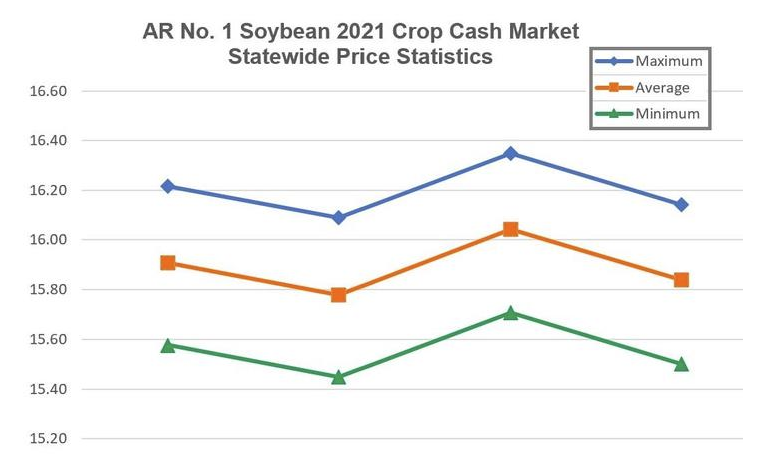 AR No. 1 Soybean 2021 Crop Cash Market
Statewide Price Statistics
Maximum
Average
Minimum
16.60
16.40
16.20
16.00
15.80
15.60
15.40
15.20